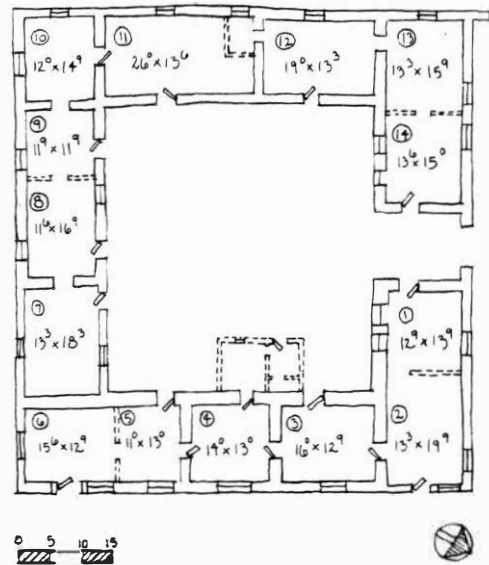 10
12⁰ x 14⁹
11
26⁰ x 13⁶
12
19⁰ x 13³
13
13³ x 15⁹
14
13⁶ x 15⁰
9
11⁹ x 11⁹
8
11⁶ x 16⁹
7
13³ x 18³
1
12⁹ x 13⁹
2
13³ x 19⁹
6
15⁶ x 12⁹
5
11⁰ x 13⁰
4
14⁰ x 13⁰
3
16⁰ x 12⁹
0 5 10 15